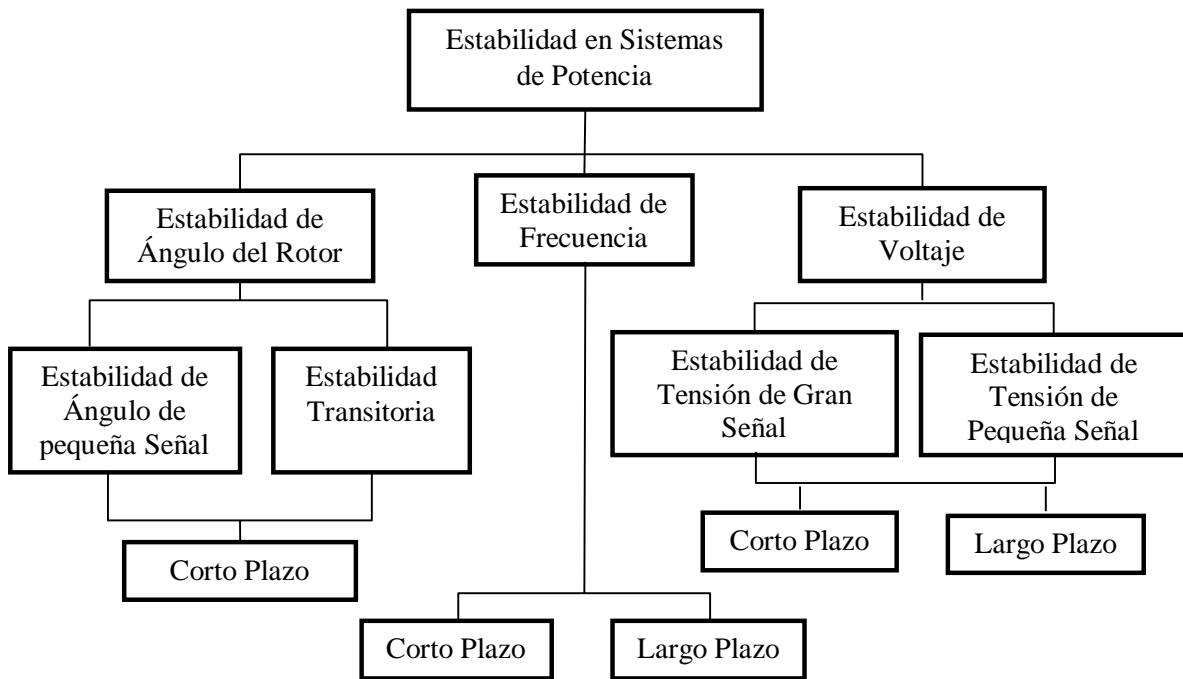 Estabilidad en Sistemas
de Potencia
Estabilidad de
Ángulo del Rotor
Estabilidad de
Frecuencia
Estabilidad de
Voltaje
Estabilidad de
Ángulo de
pequeña Señal
Estabilidad
Transitoria
Estabilidad de
Tensión de Gran
Señal
Estabilidad de
Tensión de
Pequeña Señal
Corto Plazo
Corto Plazo
Largo Plazo
Corto Plazo
Largo Plazo